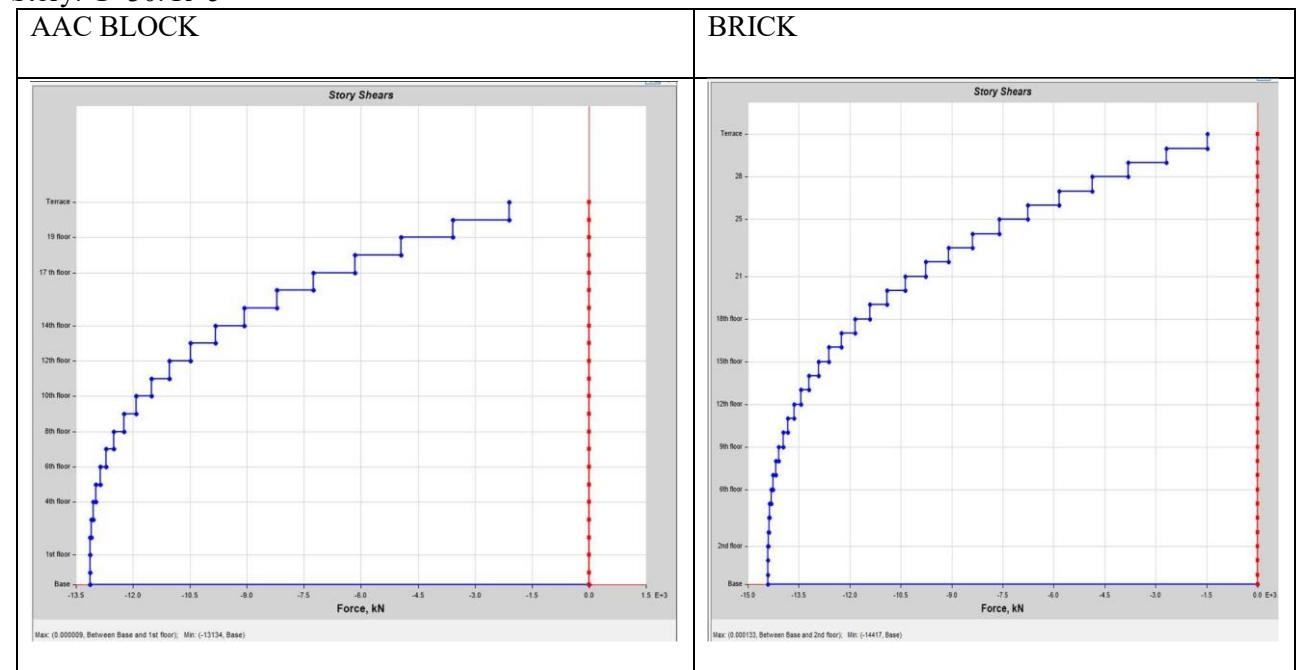 AAC BLOCK
BRICK
Story Shears
Terrace
19 floor
17 th floor
14th floor
12th floor
10th floor
8th floor
6th floor
4th floor
1st floor
Base
-13.5 -12.0 -10.5 -9.0 -7.5 -6.0 -4.5 -3.0 -1.5 0.0 1.5 E+3
Force, kN
Max: (0.000009, Between Base and 1st floor); Min: (-13134, Base)
Story Shears
Terrace
28
25
21
18th floor
15th floor
12th floor
9th floor
6th floor
2nd floor
Base
-15.0 -13.5 -12.0 -10.5 -9.0 -7.5 -6.0 -4.5 -3.0 -1.5 0.0 E+3
Force, kN
Max: (0.000133, Between Base and 2nd floor); Min: (-14417, Base)